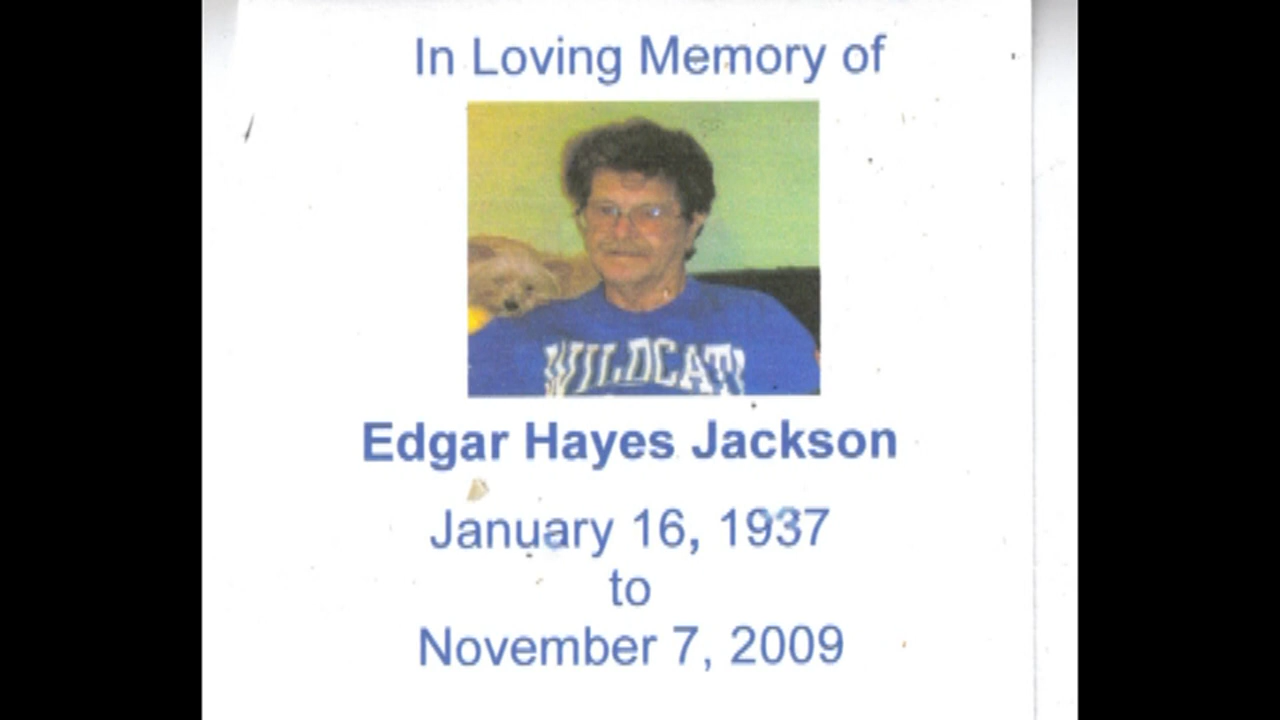 In Loving Memory of
WILDCATS
Edgar Hayes Jackson
January 16, 1937
to
November 7, 2009